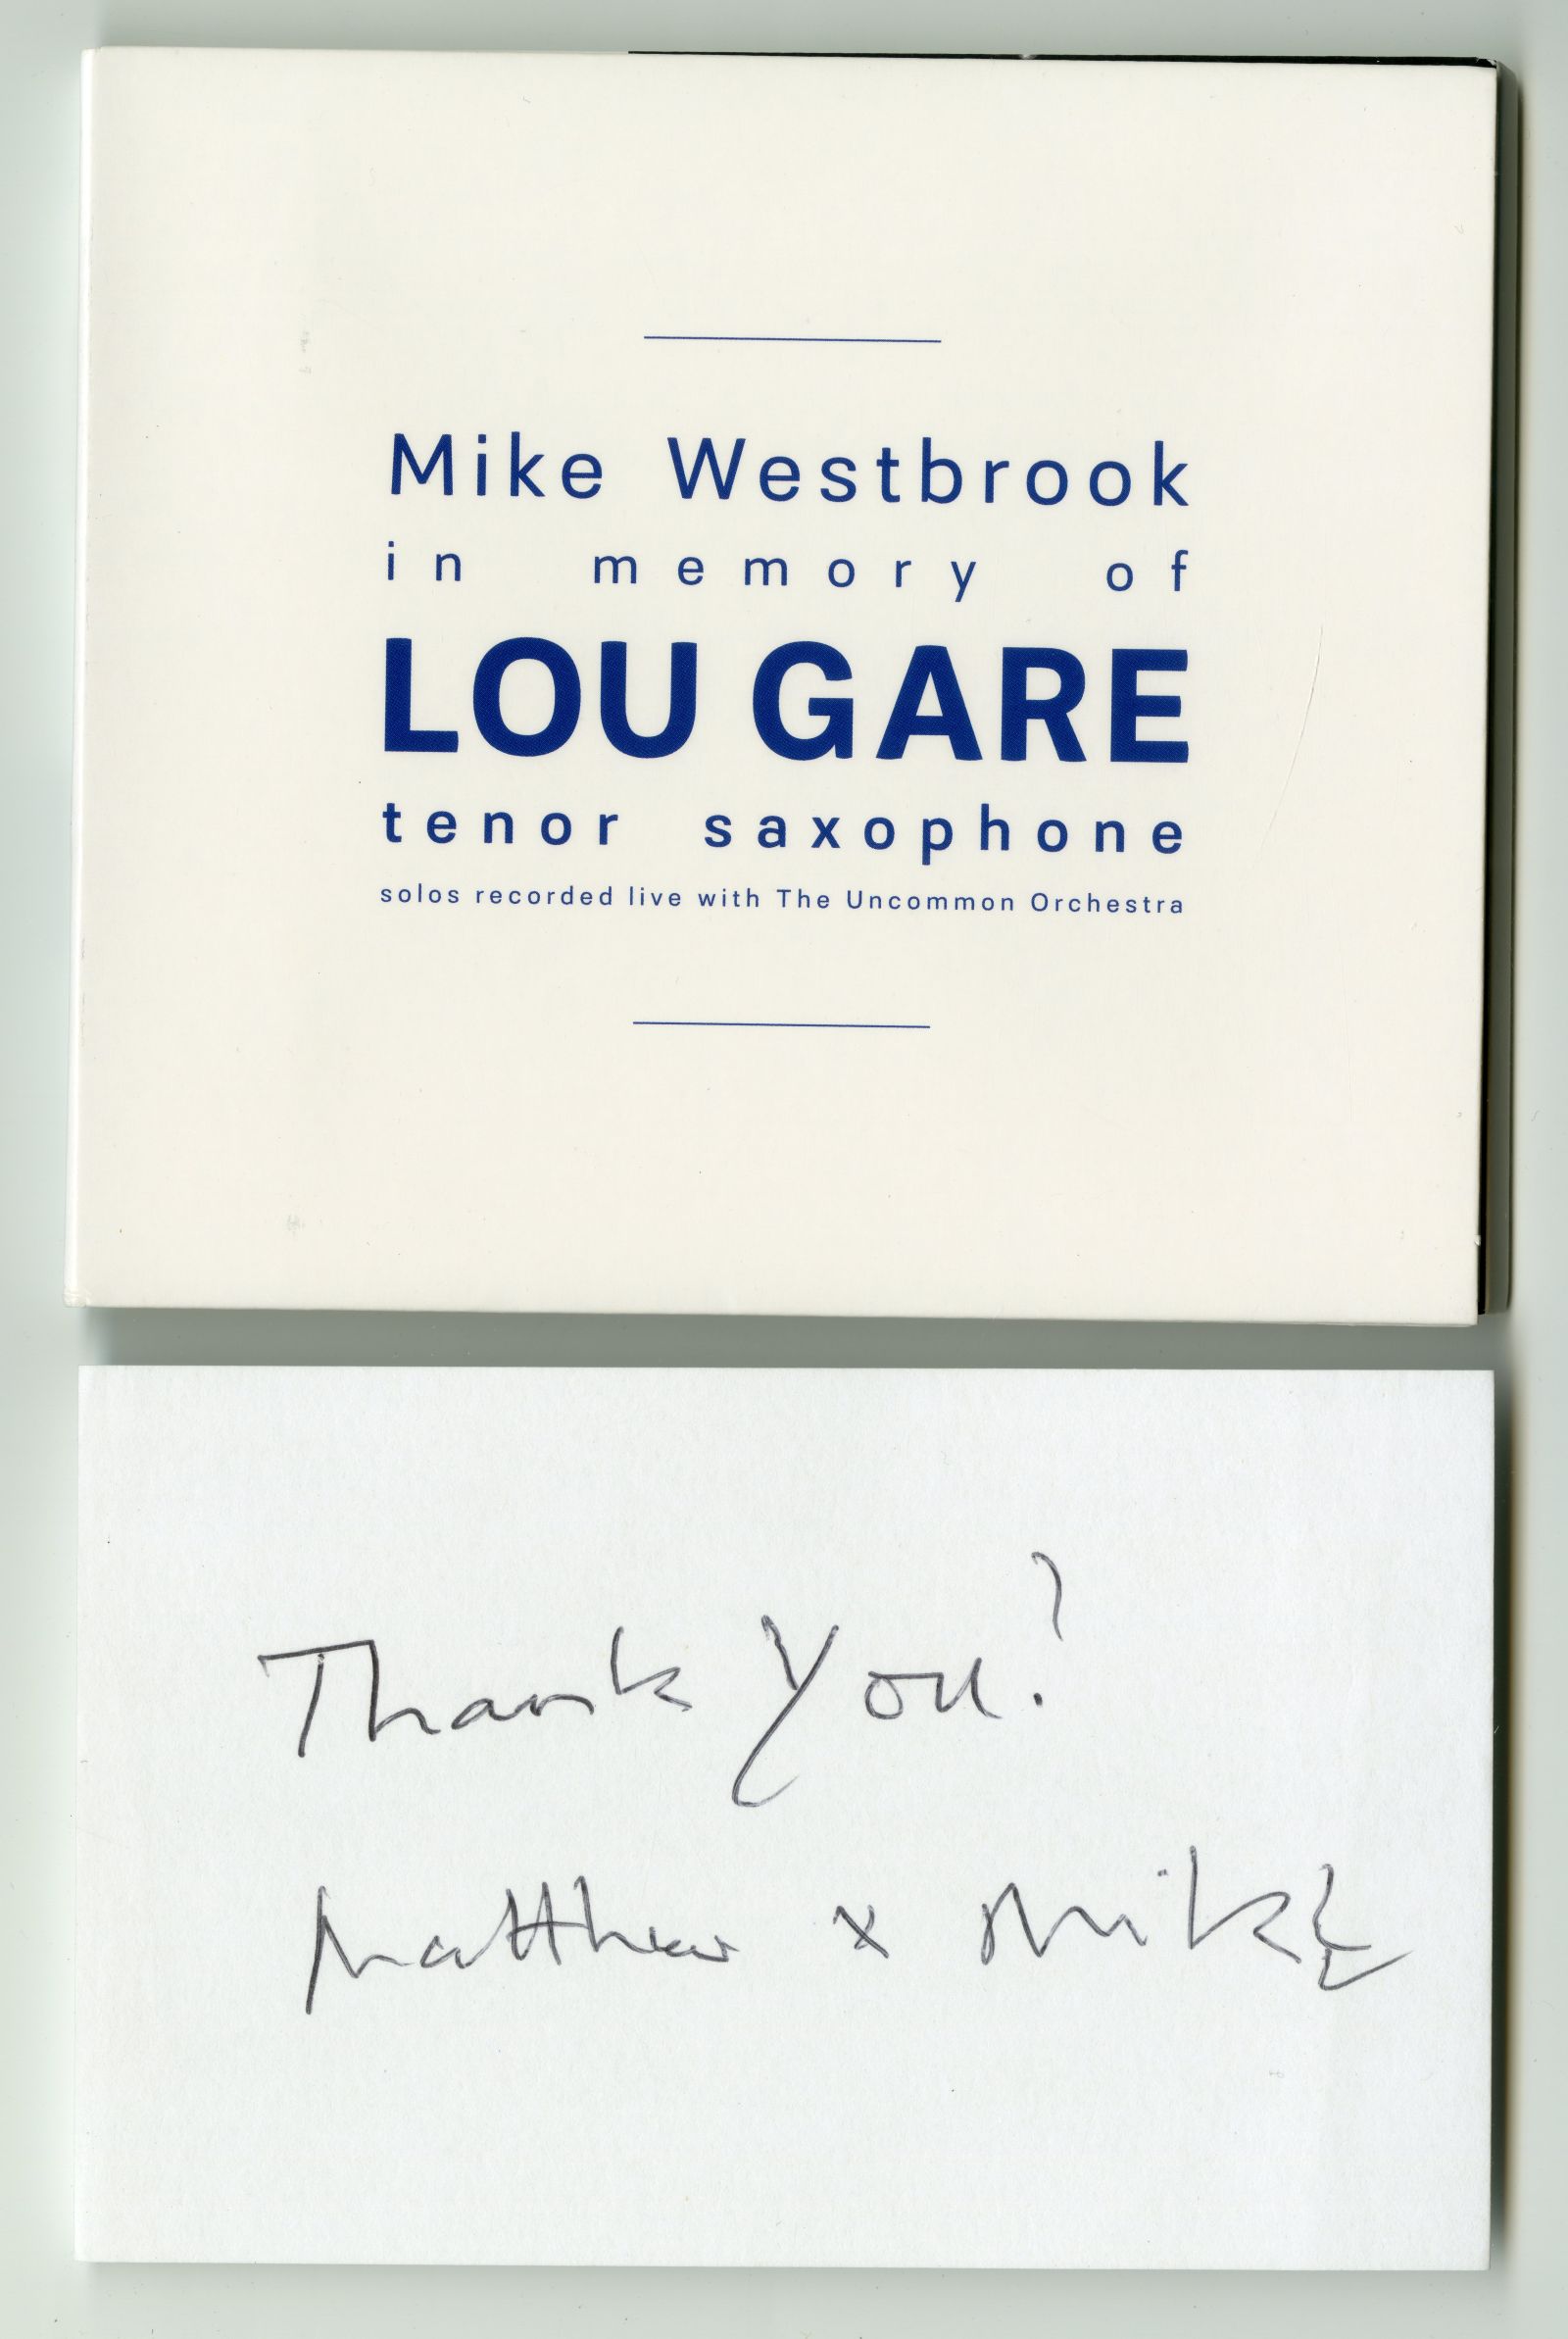 Mike Westbrook
in memory of
LOU GARE
tenor saxophone
solos recorded live with The Uncommon Orchestra
Thank You!
Matthew x Mike